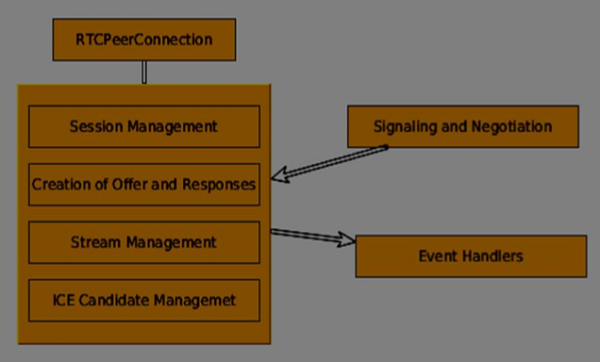 RTCPeerConnection
Session Management
Signaling and Negotiation
Creation of Offer and Responses
Stream Management
Event Handlers
ICE Candidate Managemet